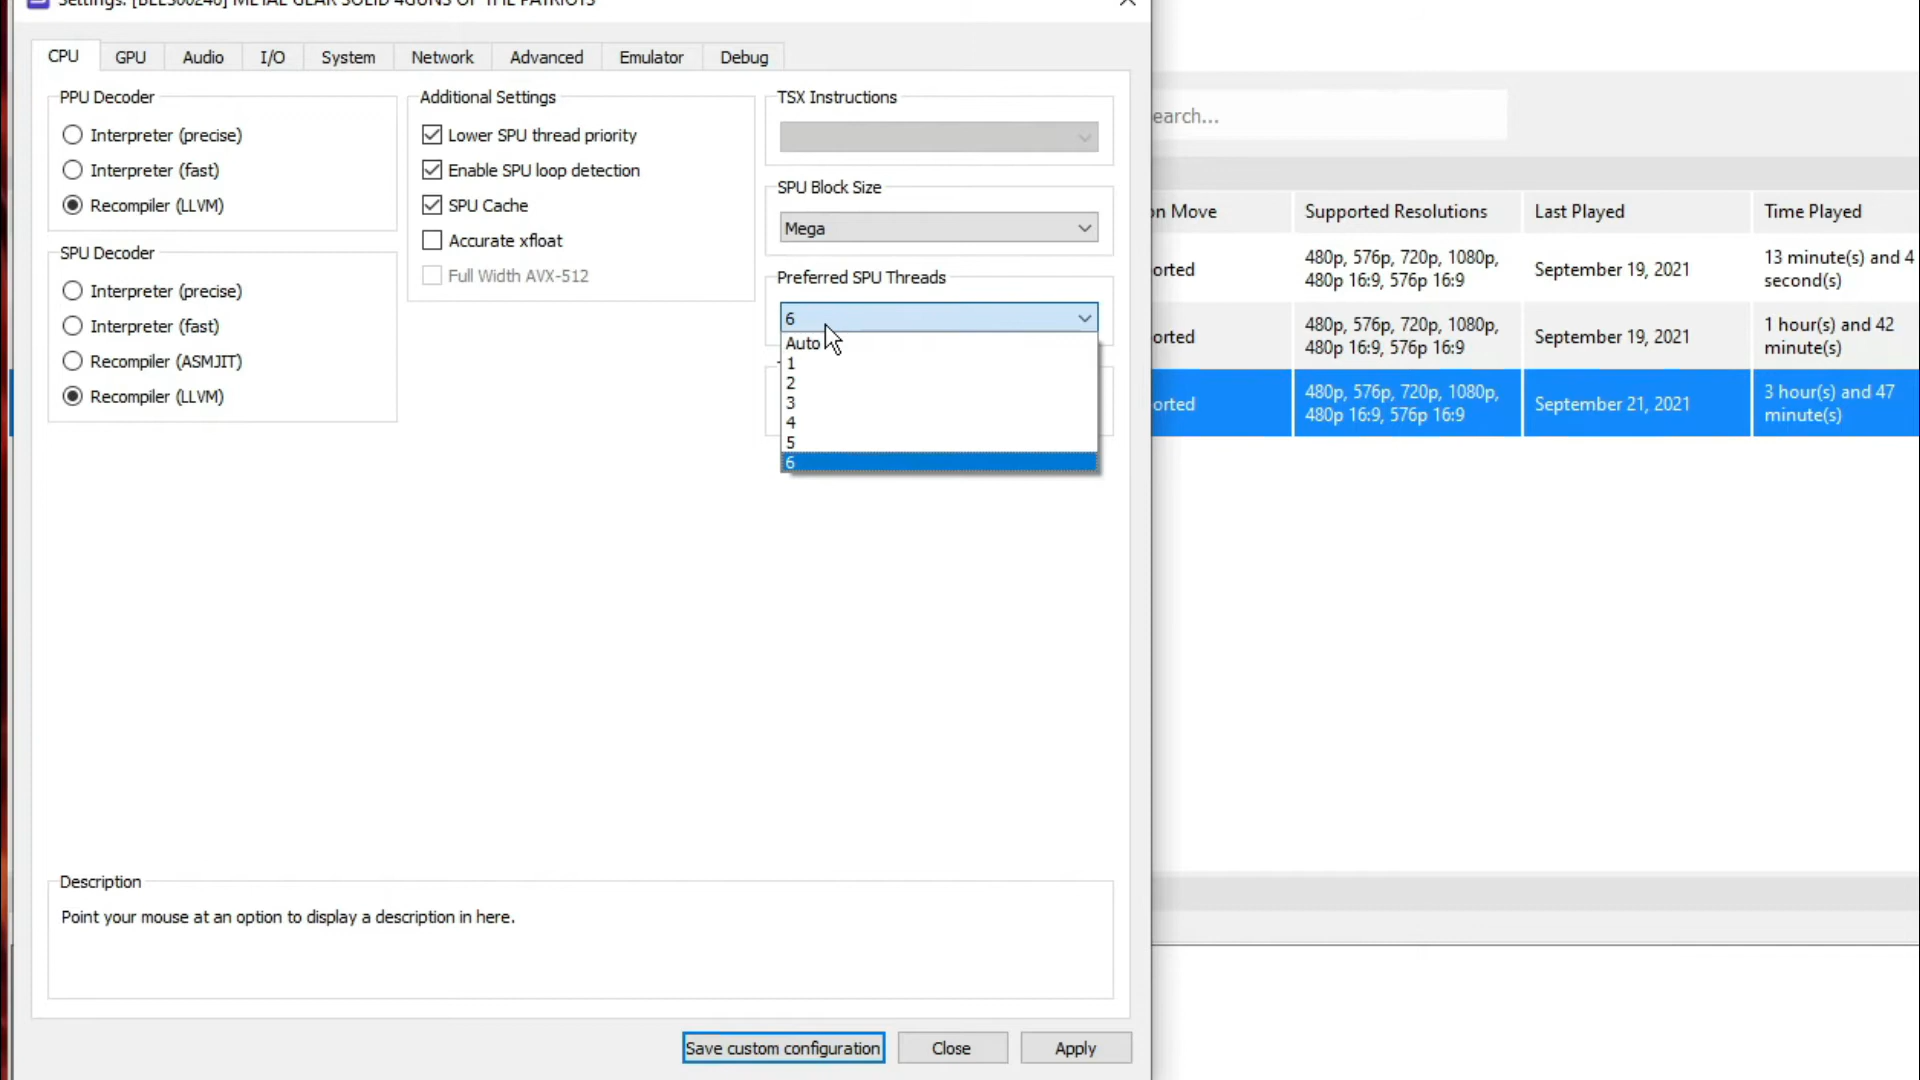 Settings: [BLES00246] METAL GEAR SOLID 4GUNS OF THE PATRIOTS
CPU
GPU
Audio
I/O
System
Network
Advanced
Emulator
Debug
PPU Decoder
Interpreter (precise)
Interpreter (fast)
Recompiler (LLVM)
SPU Decoder
Interpreter (precise)
Interpreter (fast)
Recompiler (ASMJIT)
Recompiler (LLVM)
Additional Settings
Lower SPU thread priority
Enable SPU loop detection
SPU Cache
Accurate xfloat
Full Width AVX-512
TSX Instructions
SPU Block Size
Mega
Preferred SPU Threads
6
Auto
1
2
3
4
5
6
Description
Point your mouse at an option to display a description in here.
Save custom configuration
Close
Apply
earch...
on Move
Supported Resolutions
Last Played
Time Played
orted
480p, 576p, 720p, 1080p,
480p 16:9, 576p 16:9
September 19, 2021
13 minute(s) and 4
second(s)
orted
480p, 576p, 720p, 1080p,
480p 16:9, 576p 16:9
September 19, 2021
1 hour(s) and 42
minute(s)
orted
480p, 576p, 720p, 1080p,
480p 16:9, 576p 16:9
September 21, 2021
3 hour(s) and 47
minute(s)